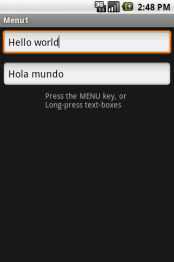 2:48 PM
Menu1
Hello world
Hola mundo
Press the MENU key, or
Long-press text-boxes